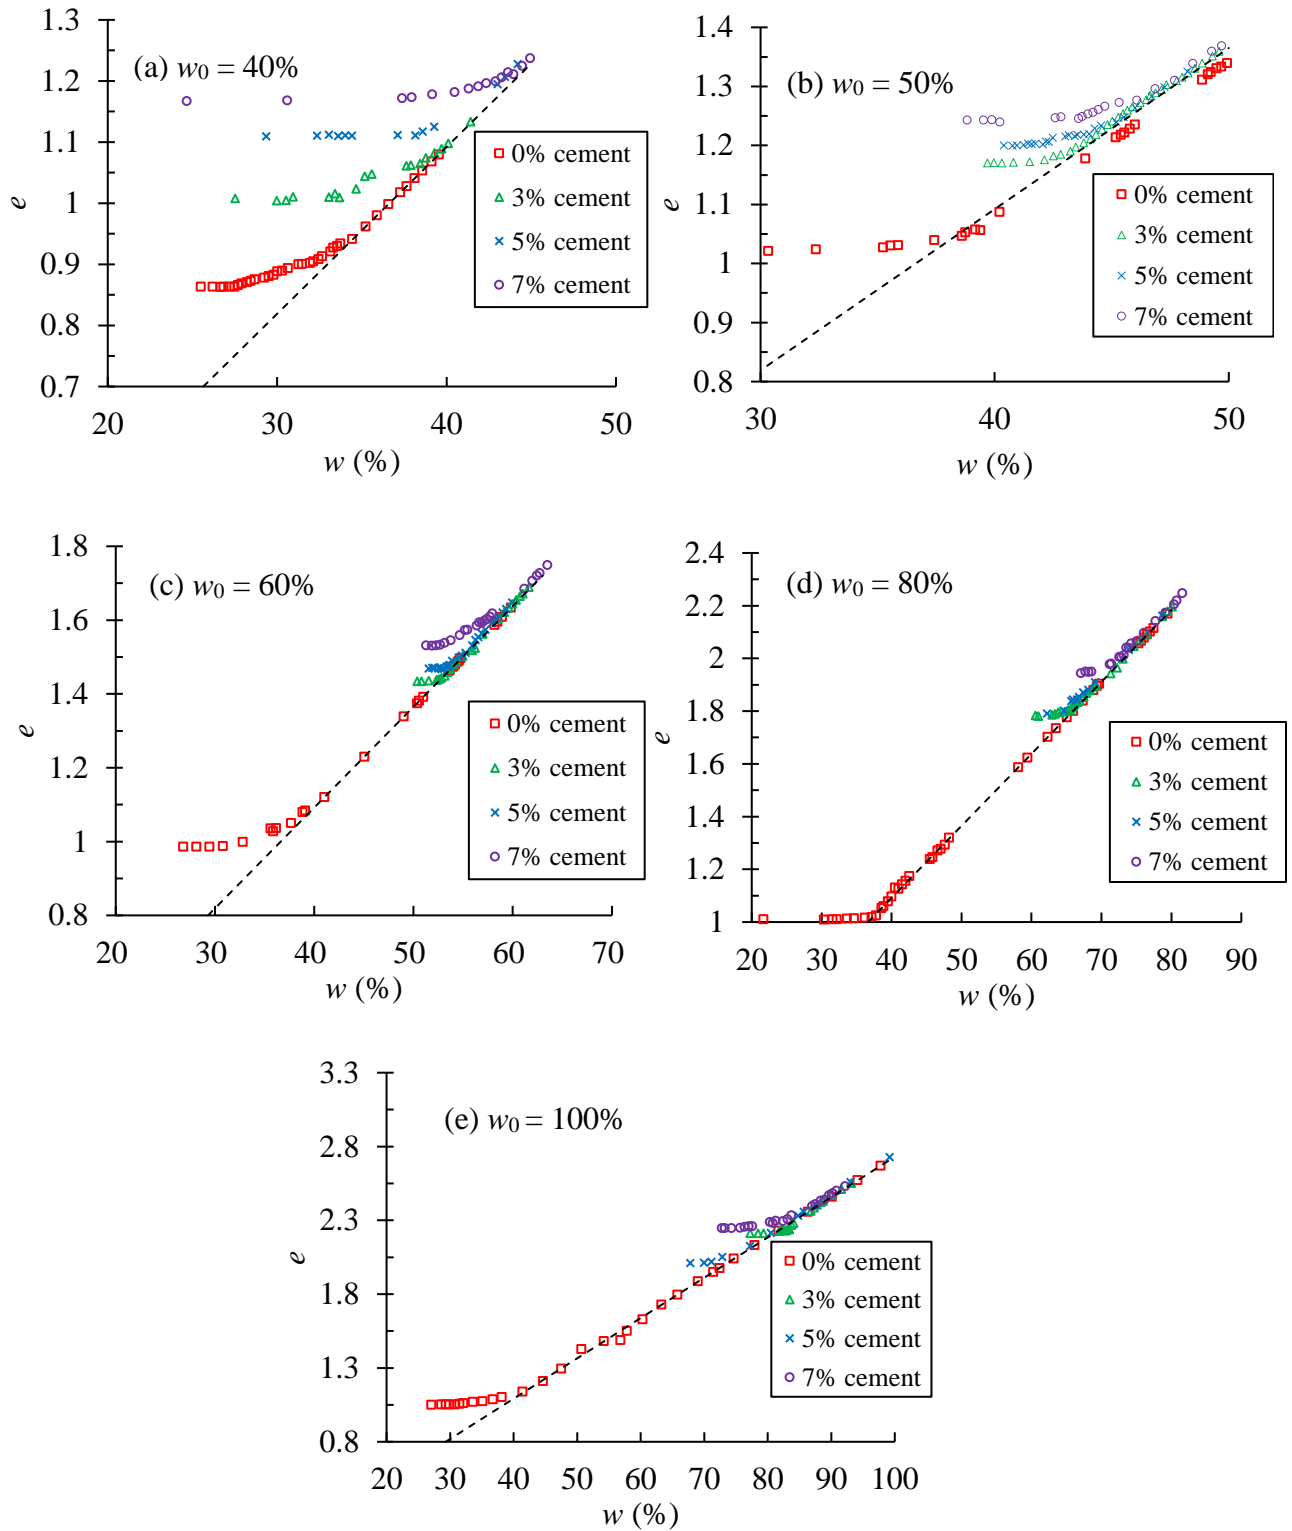 (a) w0 = 40%
e
1.3
1.2
1.1
1
0.9
0.8
0.7
20
30
40
50
w (%)
0% cement
3% cement
5% cement
7% cement
(b) w0 = 50%
e
1.4
1.3
1.2
1.1
1
0.9
0.8
30
40
50
w (%)
0% cement
3% cement
5% cement
7% cement
(c) w0 = 60%
e
1.8
1.6
1.4
1.2
1
0.8
20
30
40
50
60
70
w (%)
0% cement
3% cement
5% cement
7% cement
(d) w0 = 80%
e
2.4
2.2
2
1.8
1.6
1.4
1.2
1
20
30
40
50
60
70
80
90
w (%)
0% cement
3% cement
5% cement
7% cement
(e) w0 = 100%
e
3.3
2.8
2.3
1.8
1.3
0.8
20
30
40
50
60
70
80
90
100
w (%)
0% cement
3% cement
5% cement
7% cement